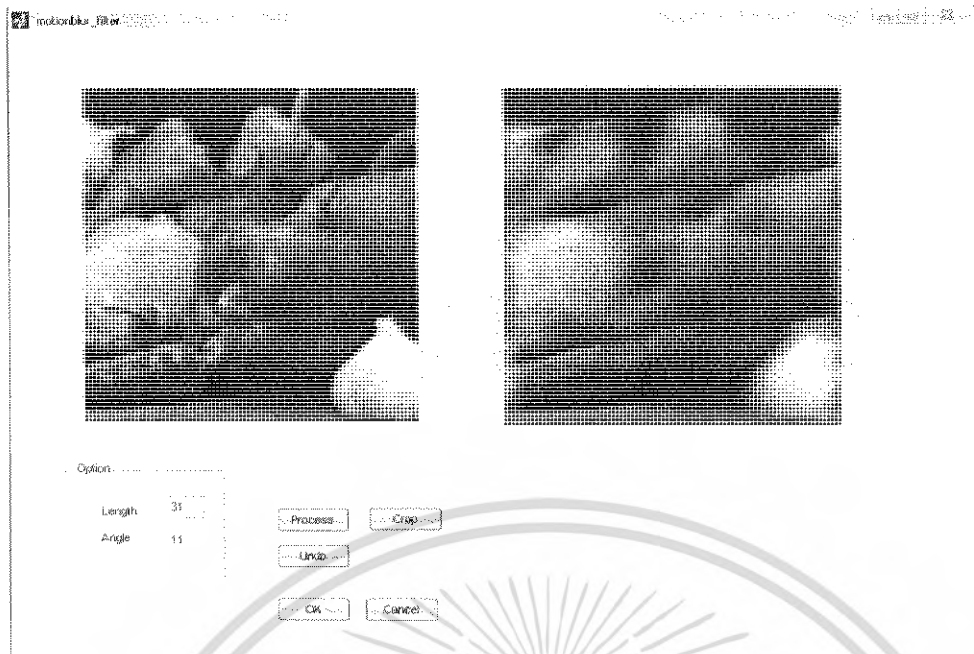 motionblur_filter
Option
Length 31
Angle 11
Process Crop
Undo
OK Cancel